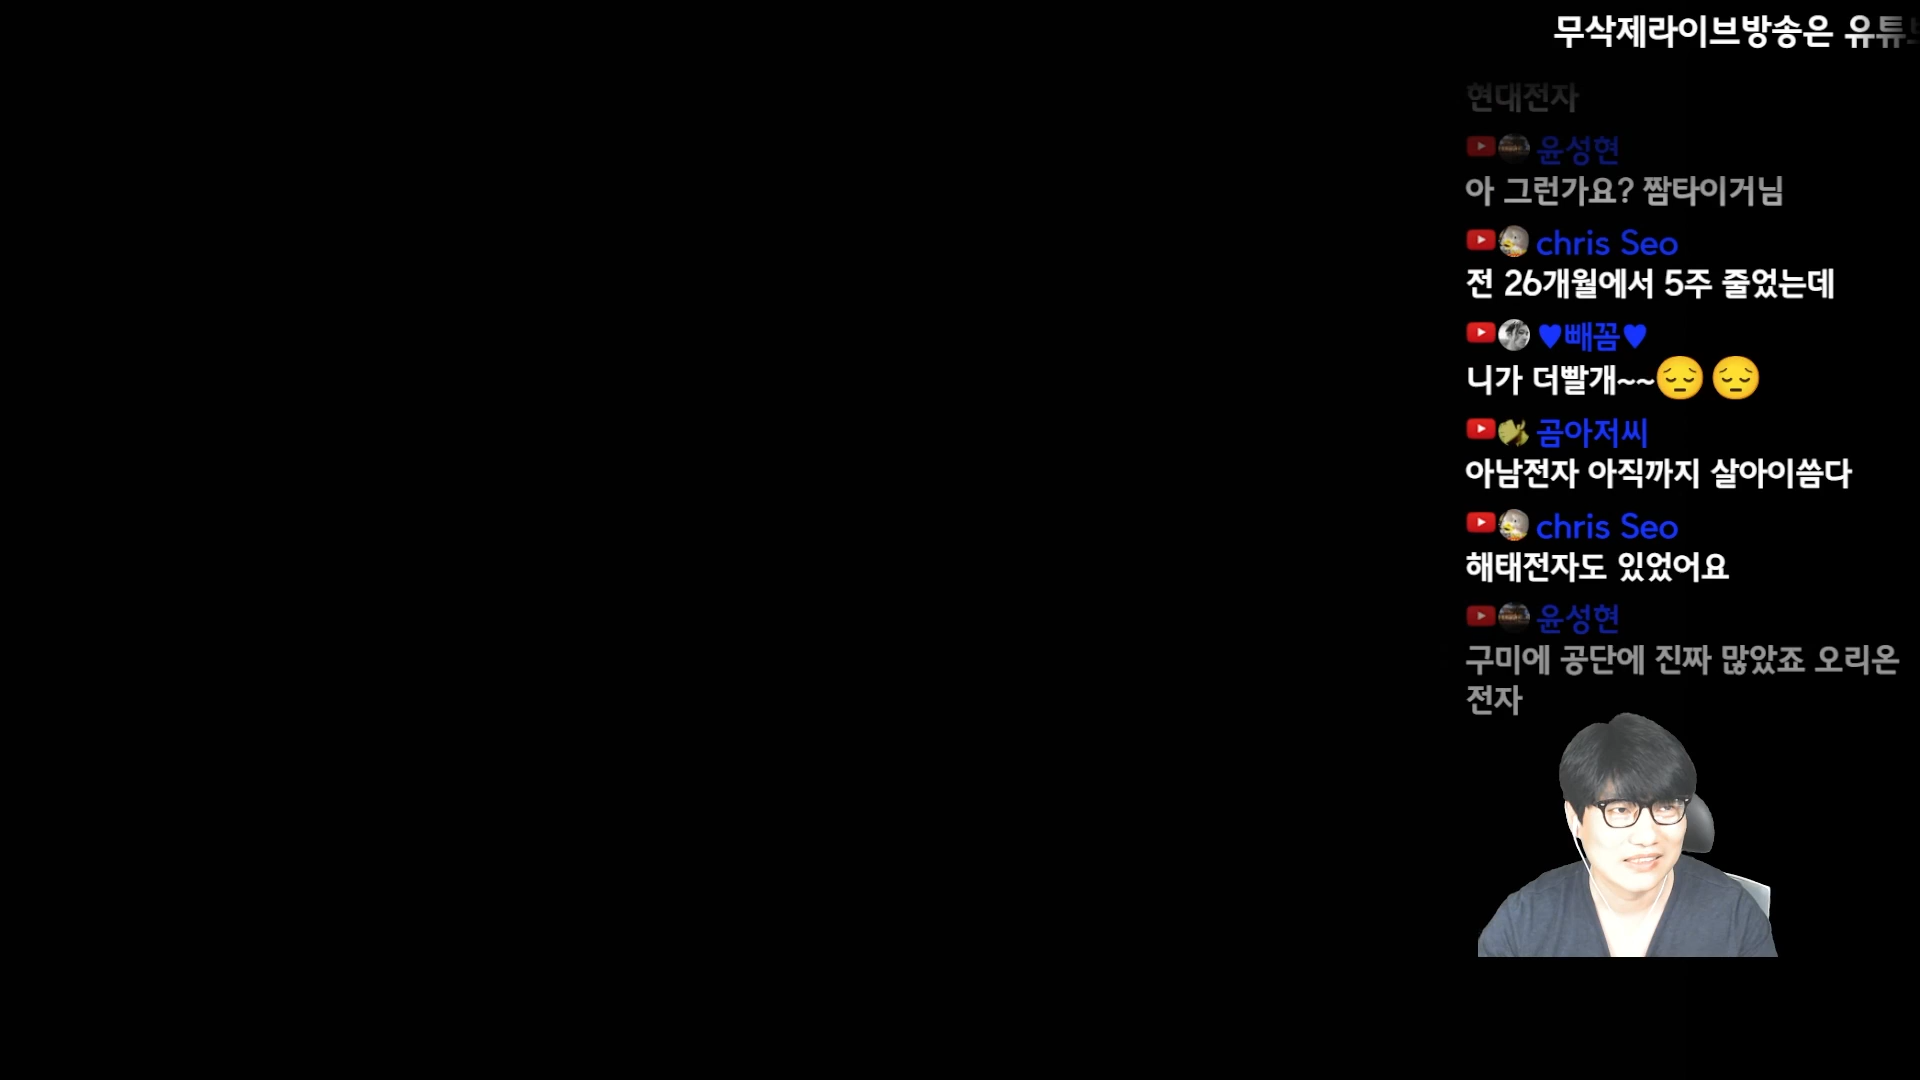 무삭제라이브방송은 유튜
현대전자
윤성현
아 그런가요? 짬타이거님
chris Seo
전 26개월에서 5주 줄었는데
♥빼꼼♥
니가 더빨개~~😔😔
곰아저씨
아남전자 아직까지 살아이씀다
chris Seo
해태전자도 있었어요
윤성현
구미에 공단에 진짜 많았죠 오리온
전자